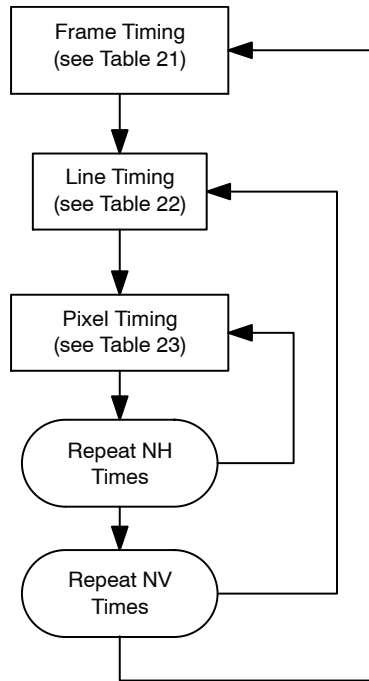 Frame Timing
(see Table 21)
Line Timing
(see Table 22)
Pixel Timing
(see Table 23)
Repeat NH
Times
Repeat NV
Times